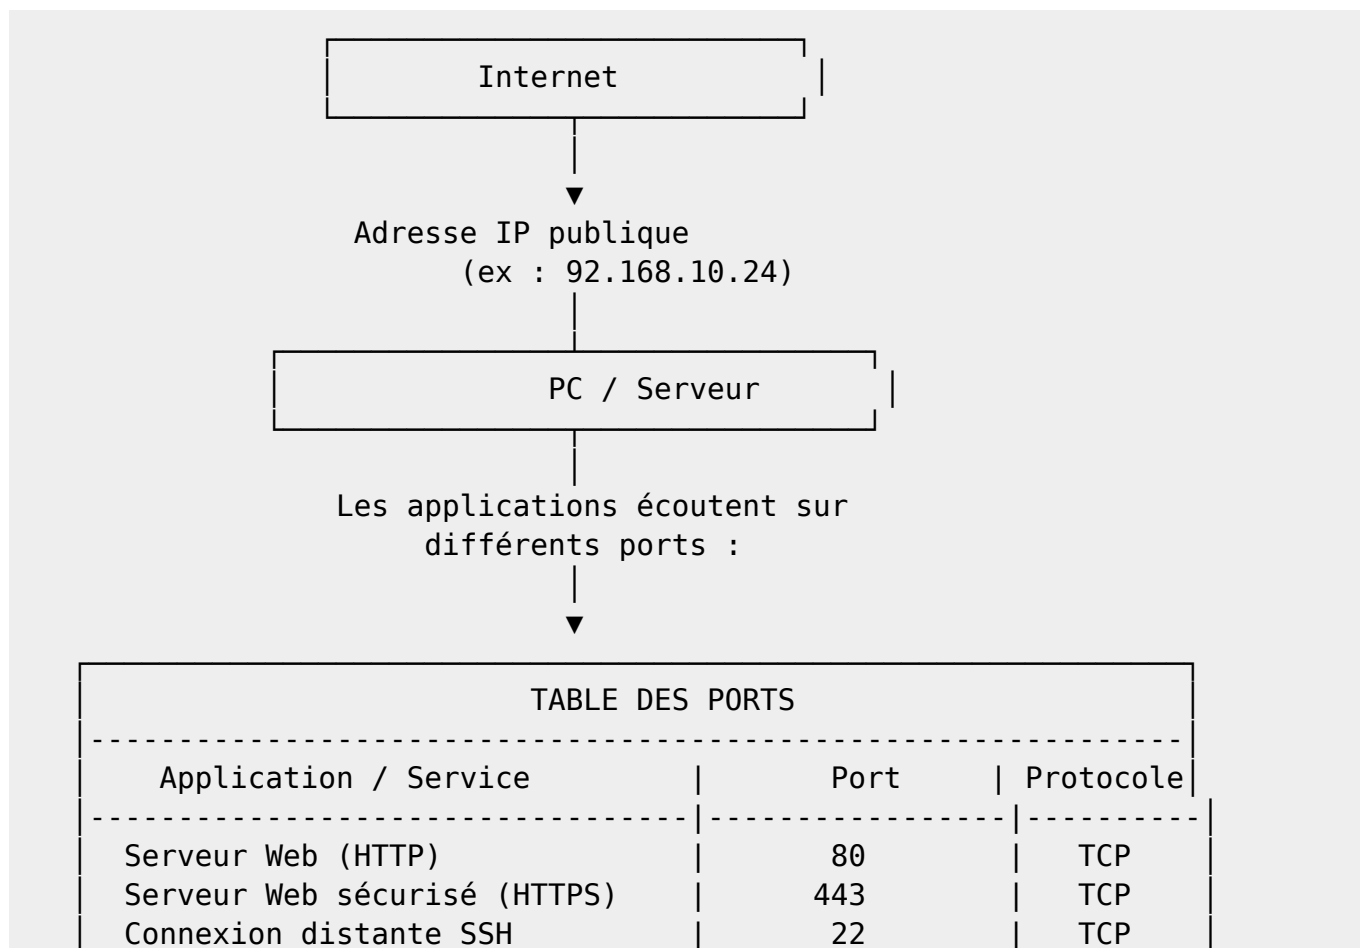 Internet
Adresse IP publique
(ex : 92.168.10.24)
PC / Serveur
Les applications écoutent sur
différents ports :
TABLE DES PORTS
Application / Service | Port | Protocole
Serveur Web (HTTP) | 80 | TCP
Serveur Web sécurisé (HTTPS) | 443 | TCP
Connexion distante SSH | 22 | TCP